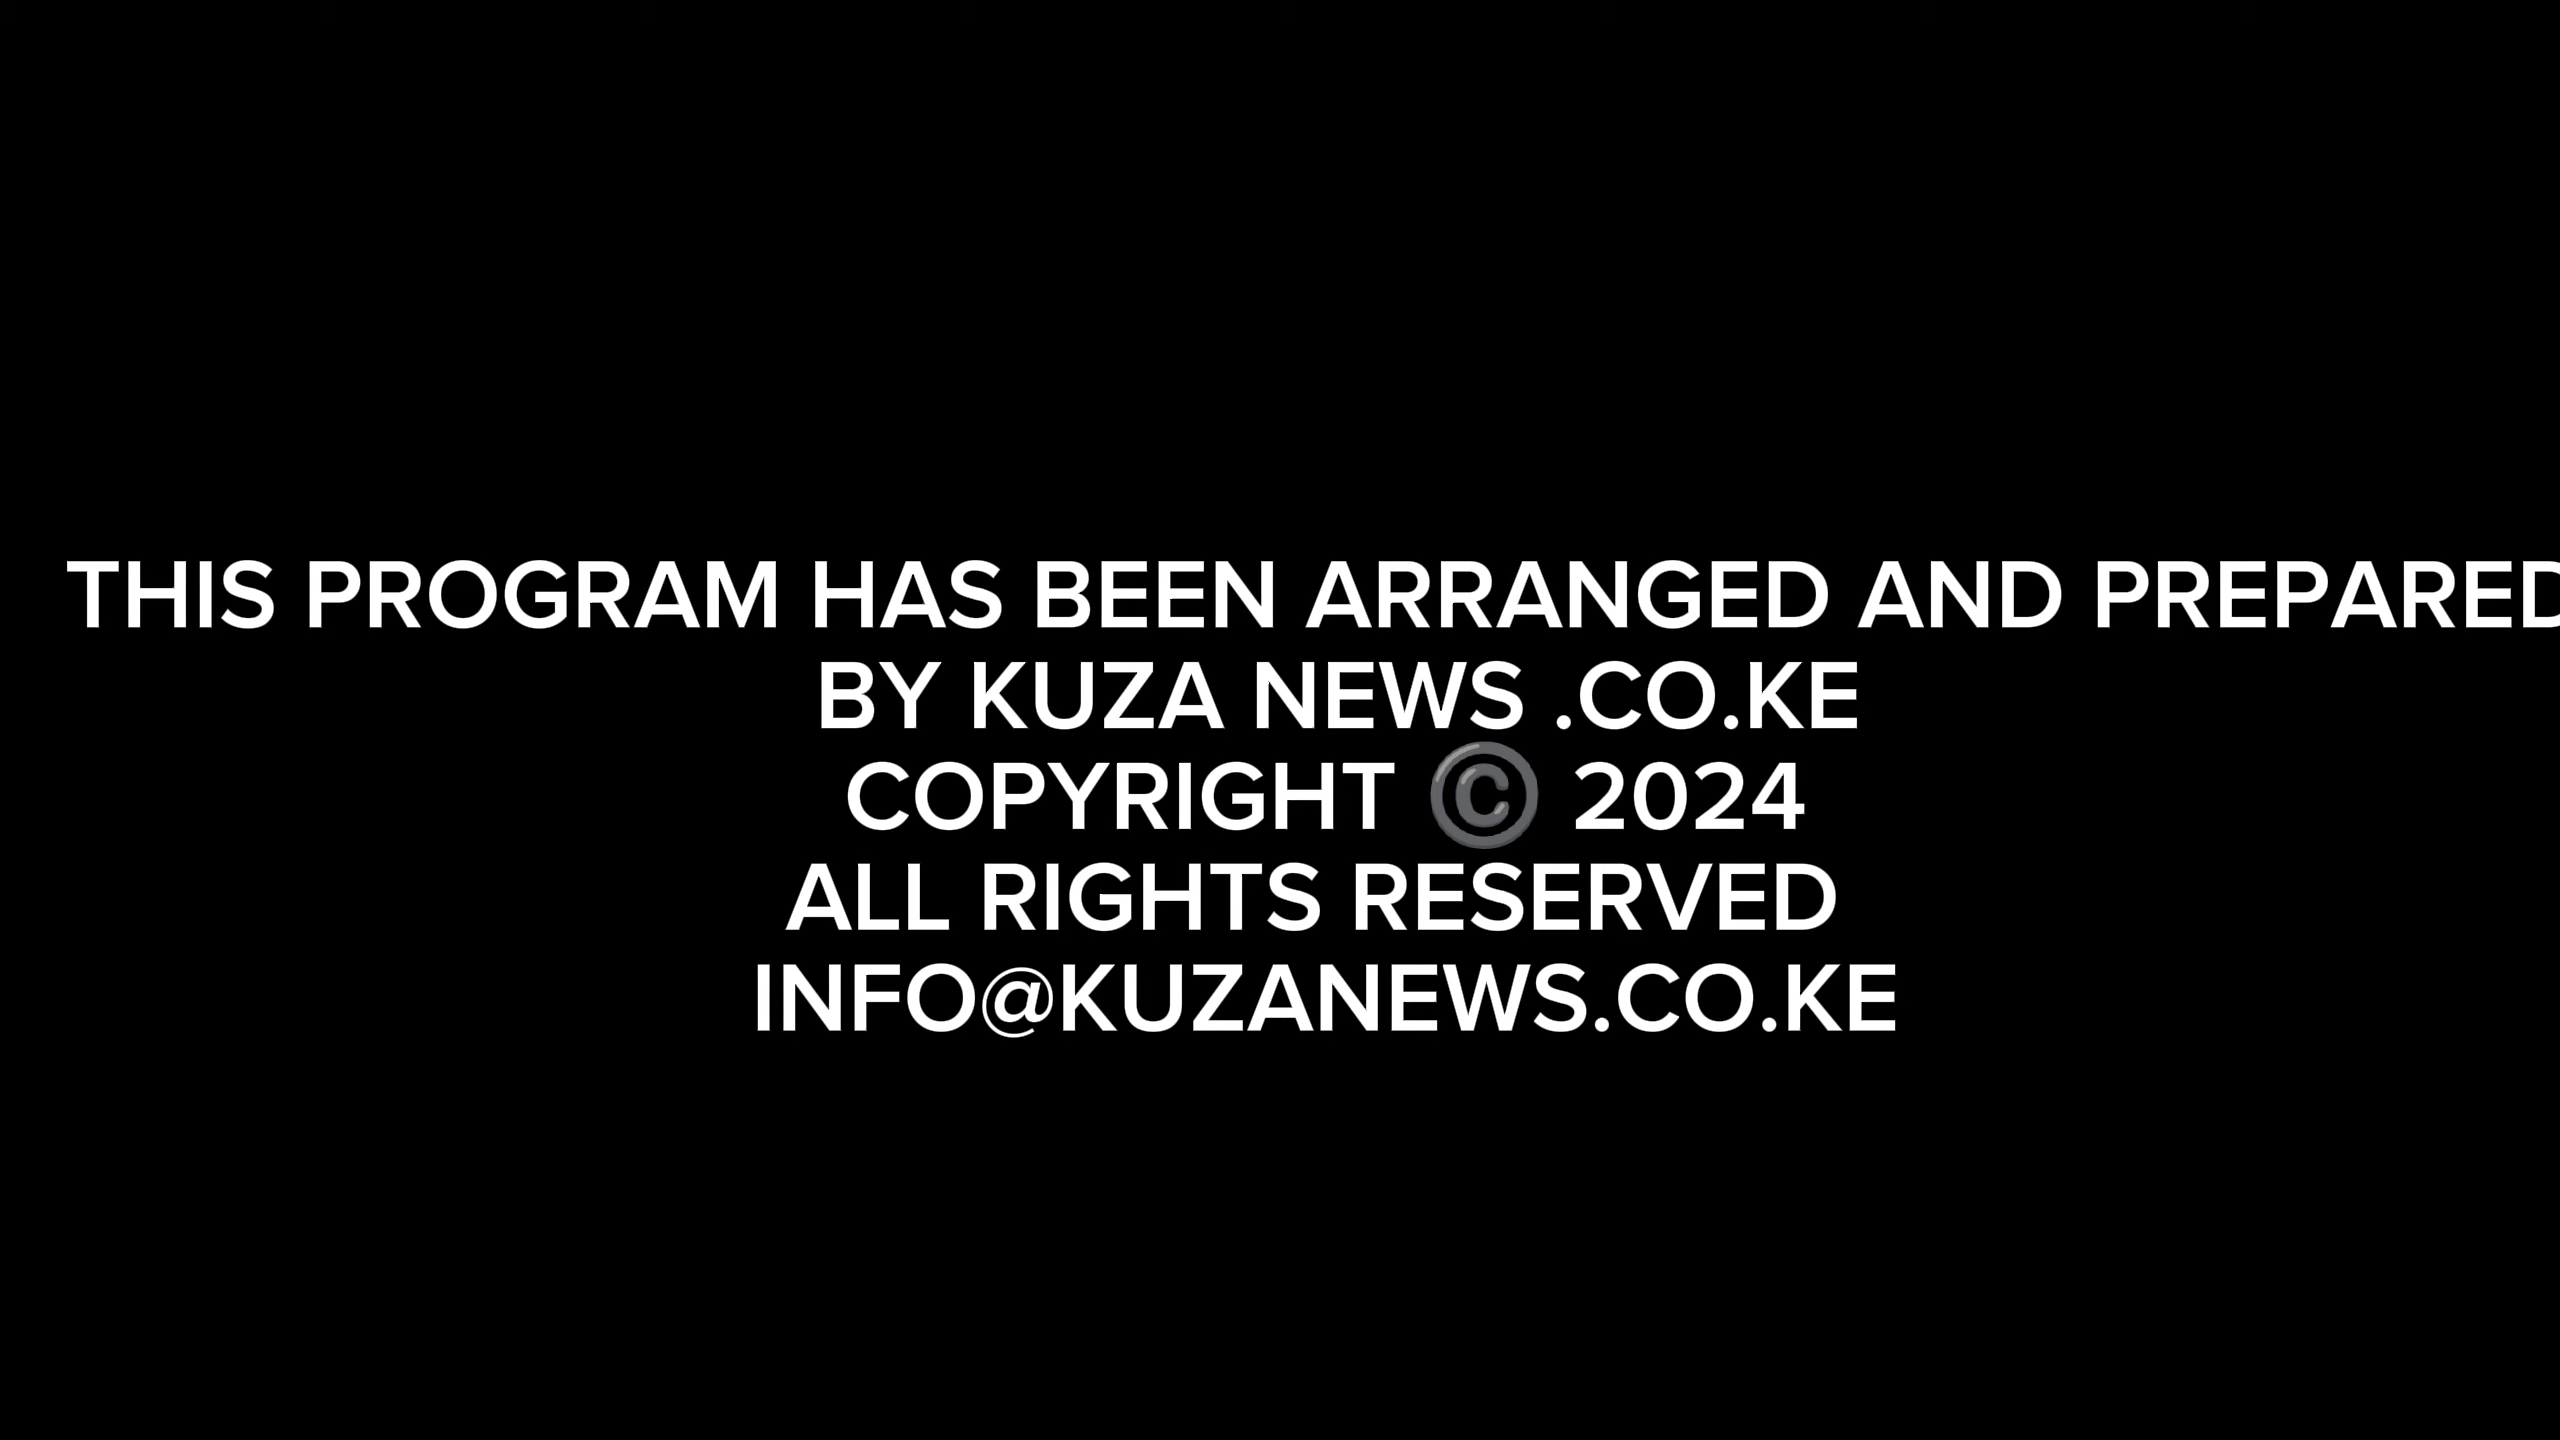 THIS PROGRAM HAS BEEN ARRANGED AND PREPARED
BY KUZA NEWS .CO.KE
COPYRIGHT © 2024
ALL RIGHTS RESERVED
INFO@KUZANEWS.CO.KE